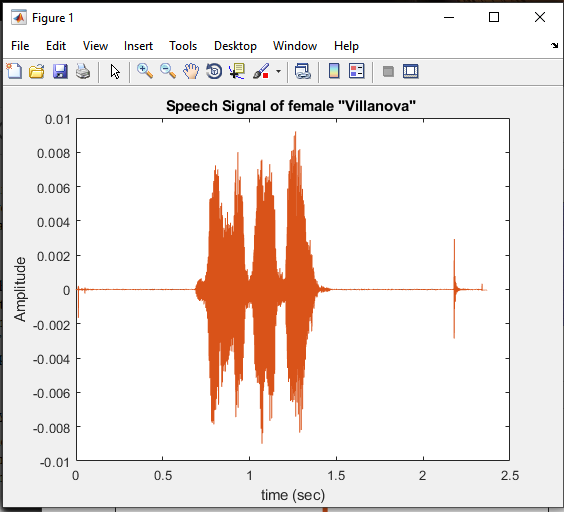 Figure 1
File Edit View Insert Tools Desktop Window Help
Speech Signal of female "Villanova"
0.01
0.008
0.006
0.004
0.002
0
-0.002
-0.004
-0.006
-0.008
-0.01
Amplitude
0 0.5 1 1.5 2 2.5
time (sec)